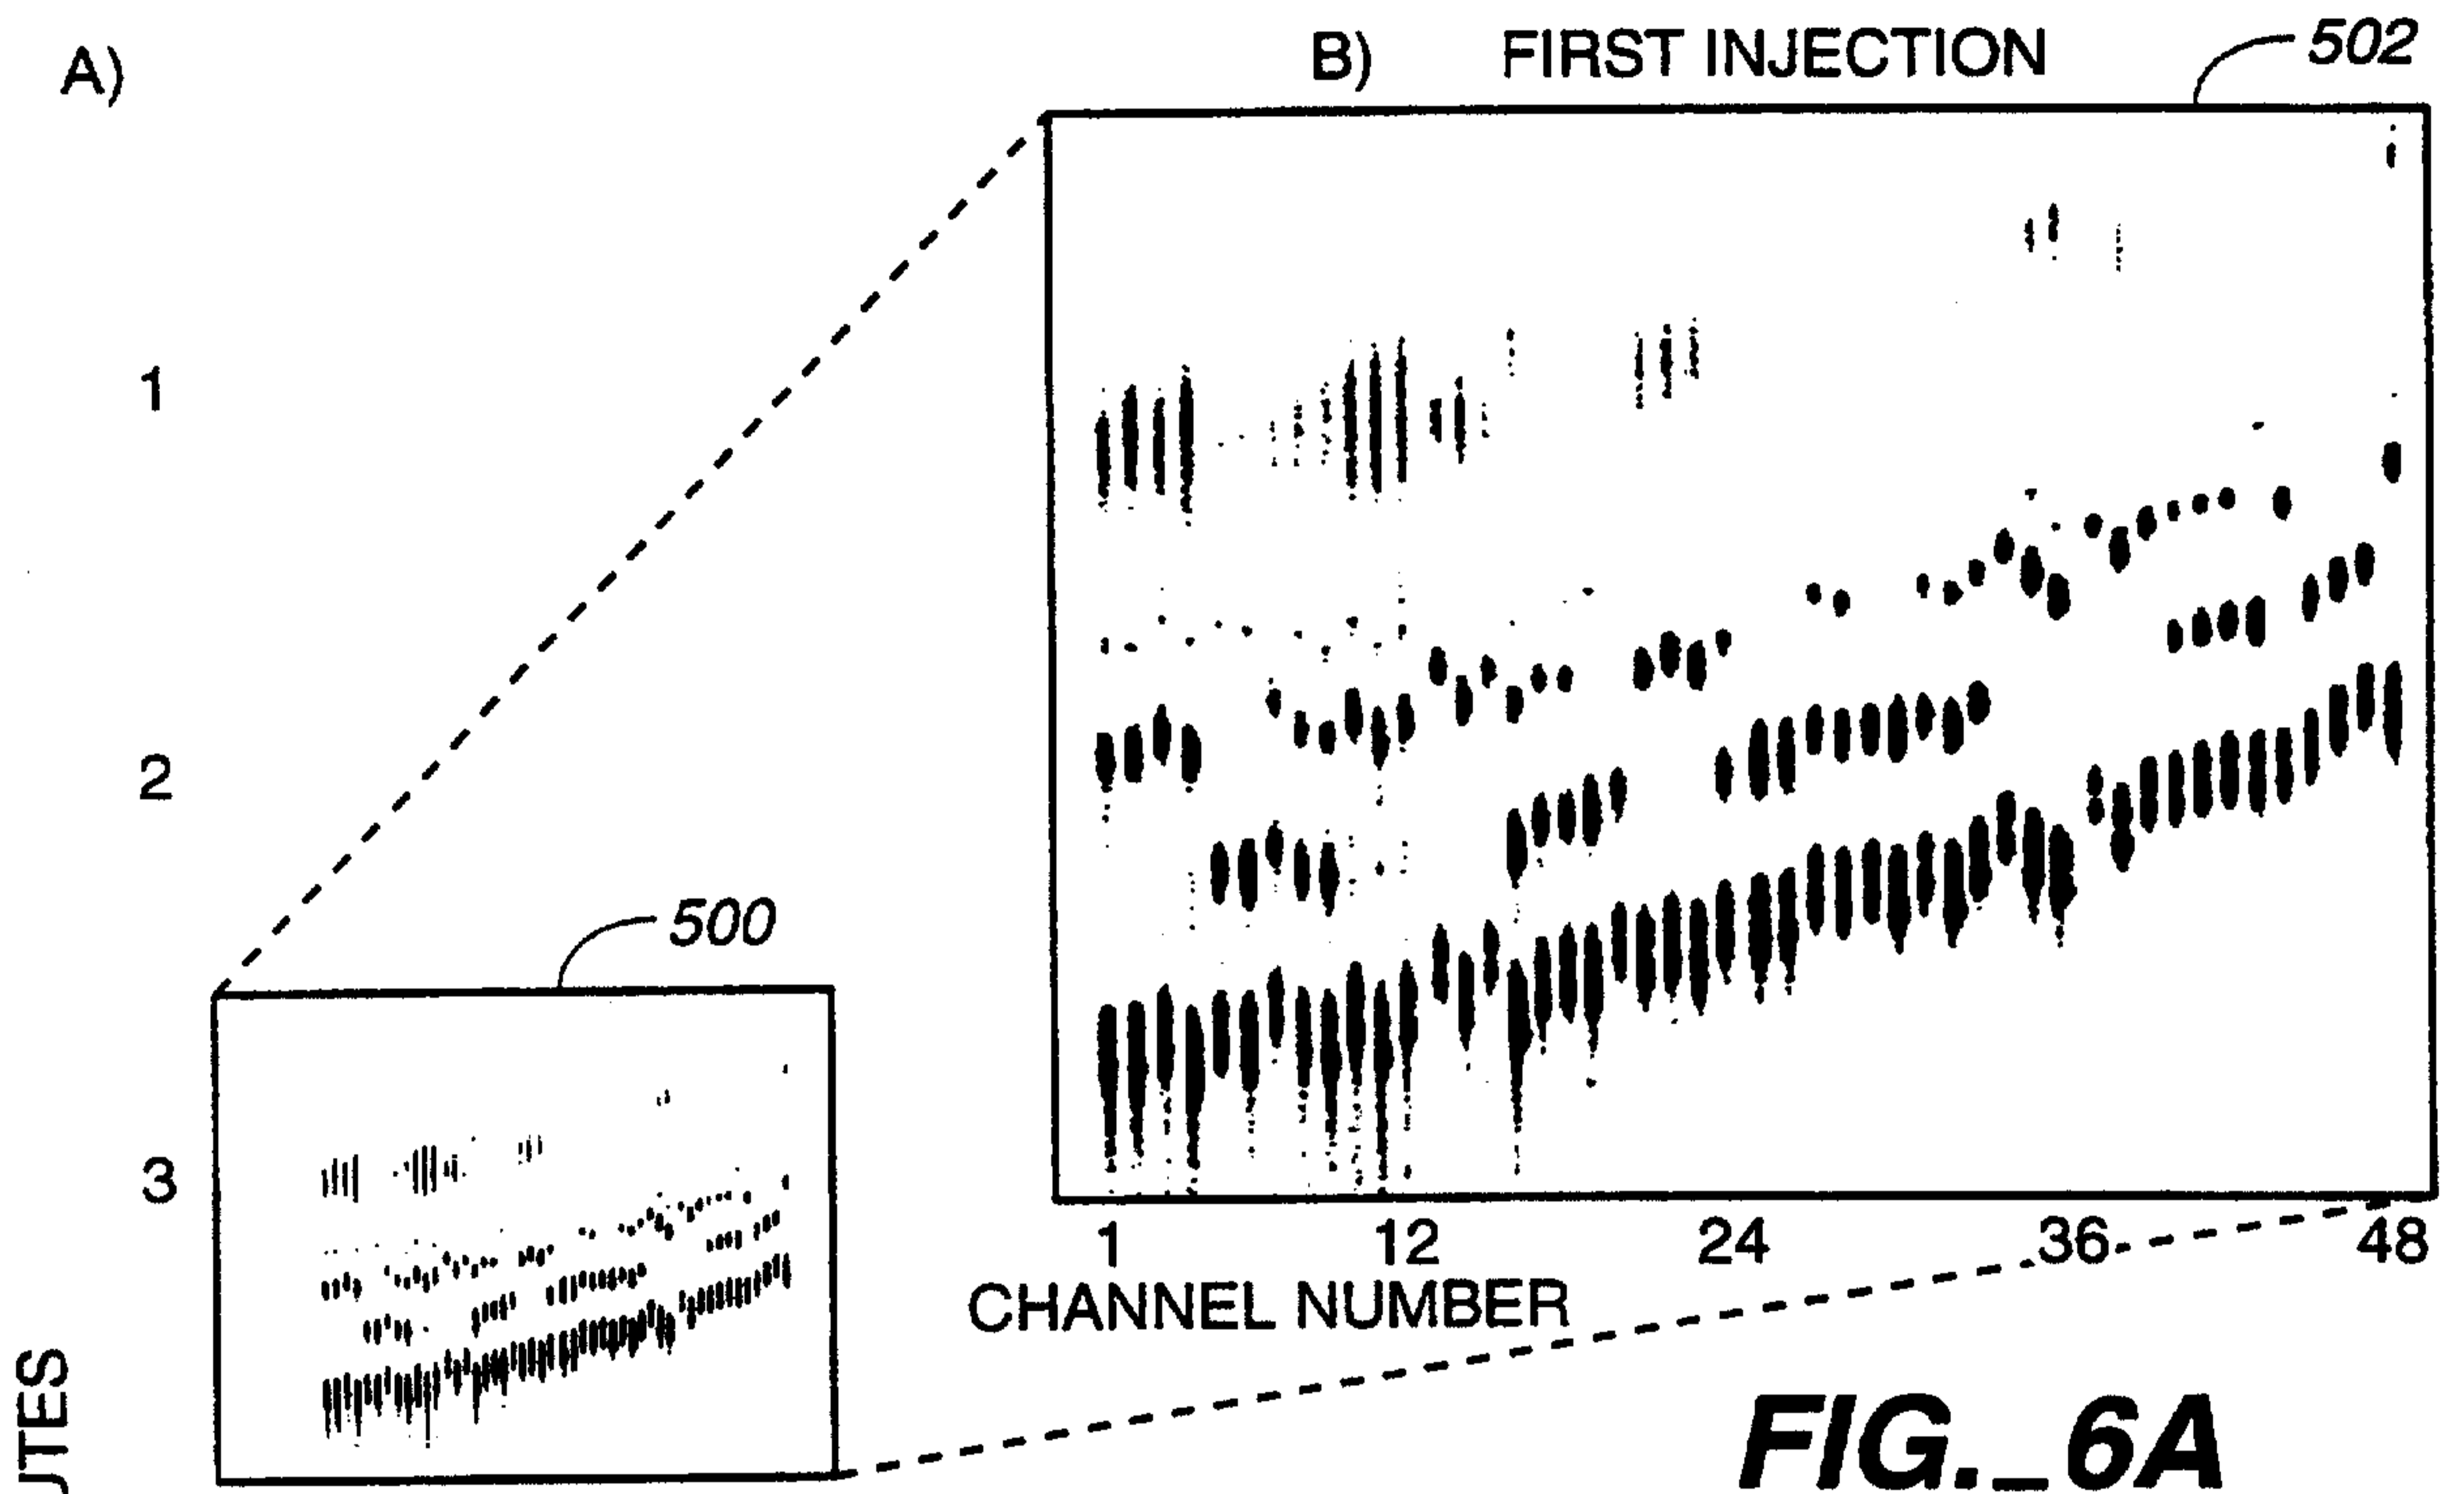 A)
B) FIRST INJECTION 502
1
2
500
3
1 12 24 36 48
CHANNEL NUMBER
FIG._6A